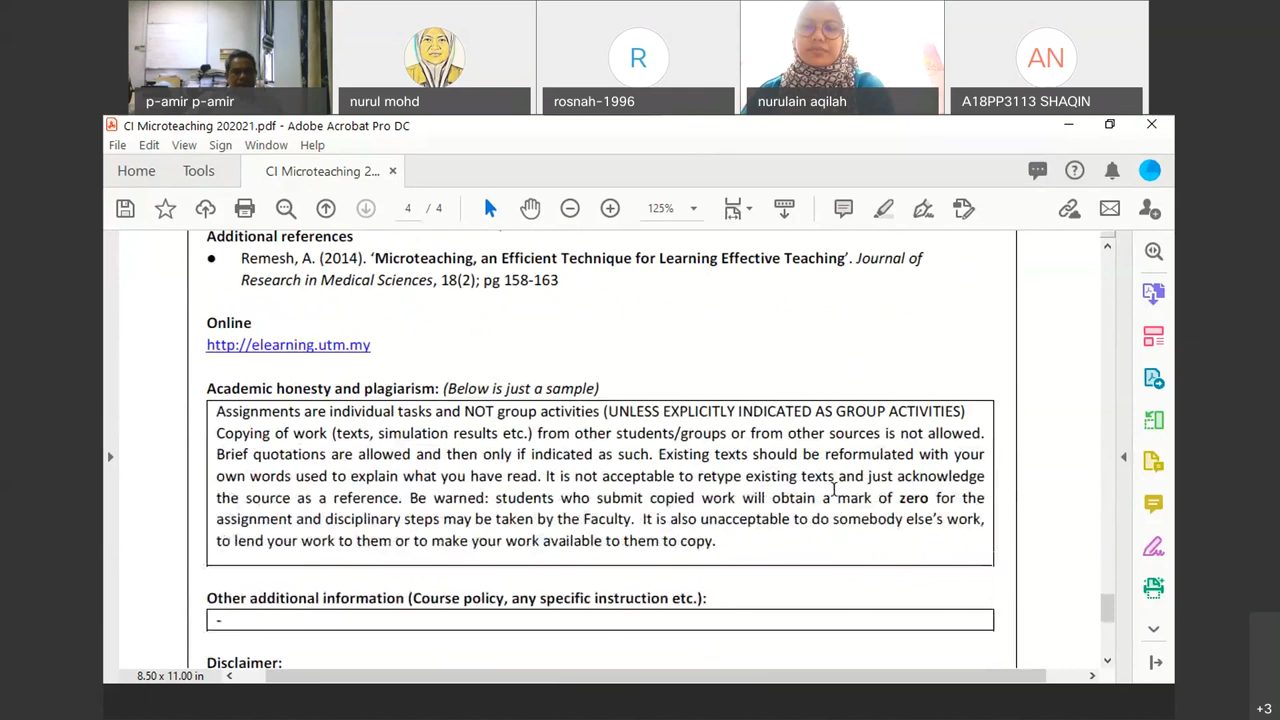 R
AN
p-amir p-amir
nurul mohd
rosnah-1996
nurulain aqilah
A18PP3113 SHAQIN
CI Microteaching 202021.pdf - Adobe Acrobat Pro DC
File Edit View Sign Window Help
Home Tools CI Microteaching 2... ×
4 / 4 125%
Additional references
● Remesh, A. (2014). ‘Microteaching, an Efficient Technique for Learning Effective Teaching’. Journal of
Research in Medical Sciences, 18(2); pg 158-163
Online
http://elearning.utm.my
Academic honesty and plagiarism: (Below is just a sample)
Assignments are individual tasks and NOT group activities (UNLESS EXPLICITLY INDICATED AS GROUP ACTIVITIES)
Copying of work (texts, simulation results etc.) from other students/groups or from other sources is not allowed.
Brief quotations are allowed and then only if indicated as such. Existing texts should be reformulated with your
own words used to explain what you have read. It is not acceptable to retype existing texts and just acknowledge
the source as a reference. Be warned: students who submit copied work will obtain a mark of zero for the
assignment and disciplinary steps may be taken by the Faculty. It is also unacceptable to do somebody else’s work,
to lend your work to them or to make your work available to them to copy.
Other additional information (Course policy, any specific instruction etc.):
-
Disclaimer:
8.50 x 11.00 in
+3